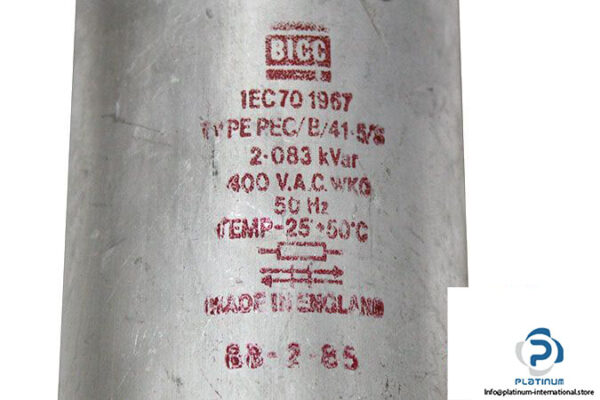 BICC
IEC70 1967
TYPE PEC/B/41·5/S
2·083 kVar
400 V.A.C. WKG
50 Hz
TEMP-25°+50°C
MADE IN ENGLAND
88-2-85
PLATINUM
Info@platinum-international.store